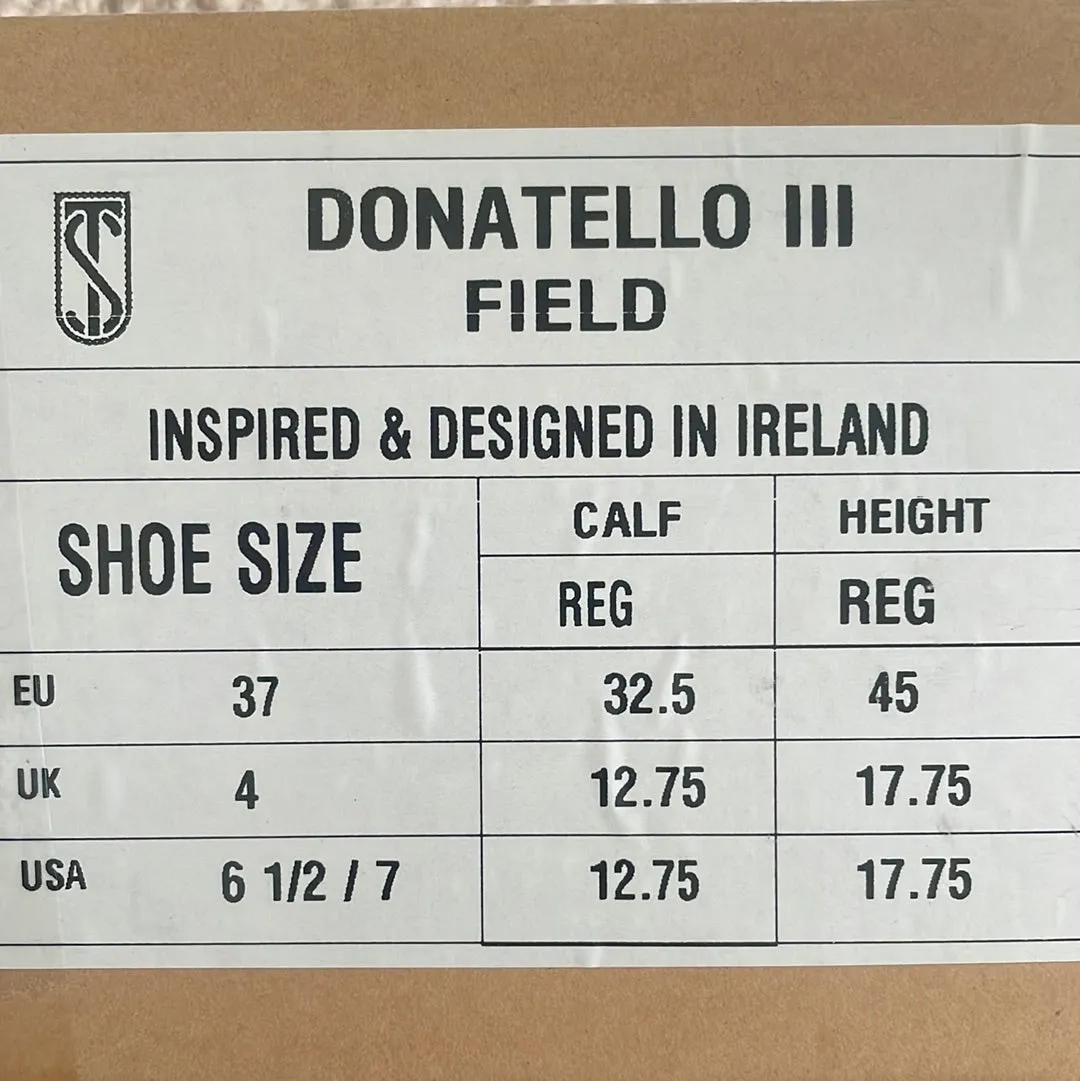 TS
DONATELLO III
FIELD
INSPIRED & DESIGNED IN IRELAND
SHOE SIZE CALF HEIGHT
REG REG
EU 37 32.5 45
UK 4 12.75 17.75
USA 6 1/2 / 7 12.75 17.75